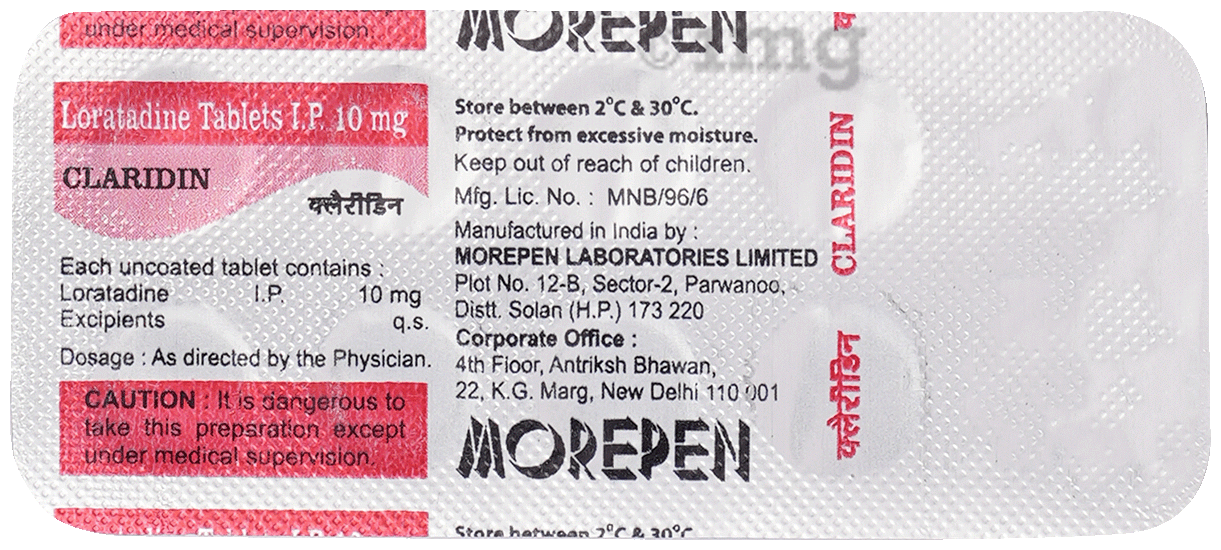 under medical supervision.
Loratadine Tablets I.P. 10 mg
CLARIDIN
क्लैरीडिन
Each uncoated tablet contains :
Loratadine I.P. 10 mg
Excipients q.s.
Dosage : As directed by the Physician.
CAUTION : It is dangerous to
take this preparation except
under medical supervision.
MOREPEN
Store between 2°C & 30°C.
Protect from excessive moisture.
Keep out of reach of children.
Mfg. Lic. No. : MNB/96/6
Manufactured in India by :
MOREPEN LABORATORIES LIMITED
Plot No. 12-B, Sector-2, Parwanoo,
Distt. Solan (H.P.) 173 220
Corporate Office :
4th Floor, Antriksh Bhawan,
22, K.G. Marg, New Delhi 110 001
MOREPEN
Store between 2°C & 30°C
CLARIDIN
क्लैरीडिन
1mg